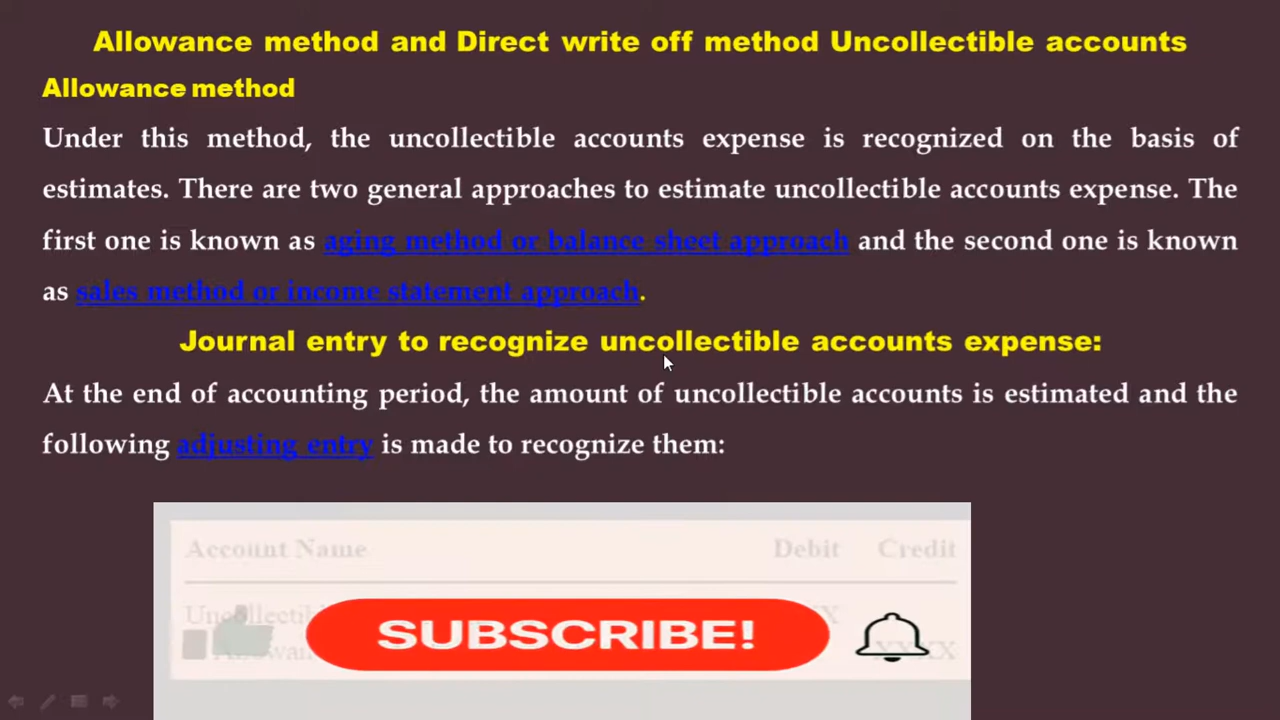 Allowance method and Direct write off method Uncollectible accounts
Allowance method
Under this method, the uncollectible accounts expense is recognized on the basis of
estimates. There are two general approaches to estimate uncollectible accounts expense. The
first one is known as aging method or balance sheet approach and the second one is known
as sales method or income statement approach.
Journal entry to recognize uncollectible accounts expense:
At the end of accounting period, the amount of uncollectible accounts is estimated and the
following adjusting entry is made to recognize them:
Account Name Debit Credit
SUBSCRIBE!